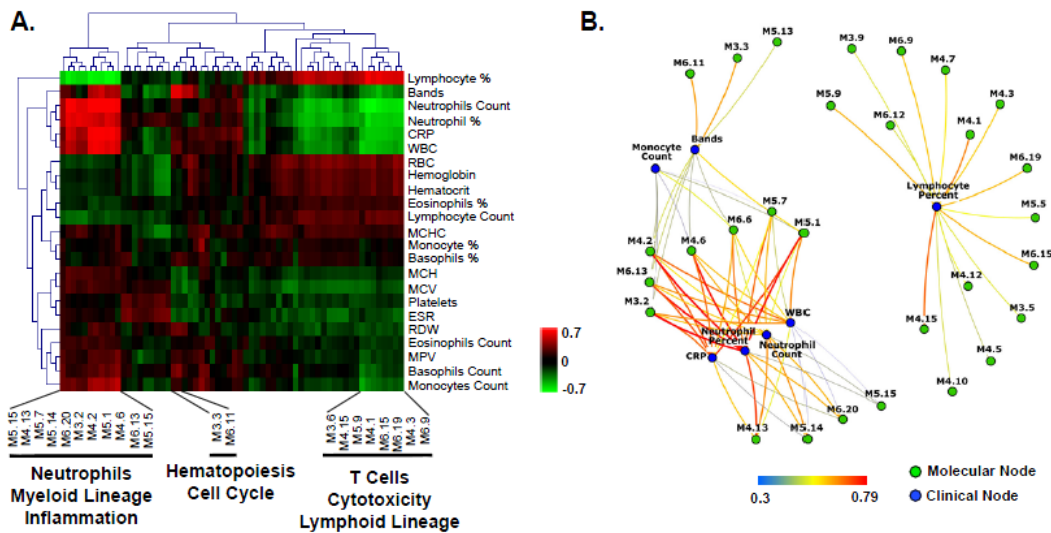 A.
Lymphocyte %
Bands
Neutrophils Count
Neutrophil %
CRP
WBC
RBC
Hemoglobin
Hematocrit
Eosinophils %
Lymphocyte Count
MCHC
Monocyte %
Basophils %
MCH
MCV
Platelets
ESR
RDW
Eosinophils Count
MPV
Basophils Count
Monocytes Count
0.7
0
-0.7
M5.15
M4.13
M5.7
M5.14
M6.20
M3.2
M4.2
M5.1
M4.6
M6.13
M5.15
M3.3
M6.11
M3.6
M4.15
M5.9
M4.1
M6.15
M6.19
M4.3
M6.9
Neutrophils
Myeloid Lineage
Inflammation
Hematopoiesis
Cell Cycle
T Cells
Cytotoxicity
Lymphoid Lineage
B.
M5.13
M3.3
M6.11
Bands
Monocyte
Count
M5.7
M6.6
M5.1
M4.2
M4.6
M6.13
M3.2
WBC
Neutrophil
Percent
Neutrophil
Count
CRP
M5.15
M6.20
M4.13
M5.14
M3.9
M6.9
M4.7
M5.9
M4.3
M6.12
M4.1
M6.19
Lymphocyte
Percent
M5.5
M6.15
M4.12
M3.5
M4.15
M4.5
M4.10
0.3
0.79
Molecular Node
Clinical Node